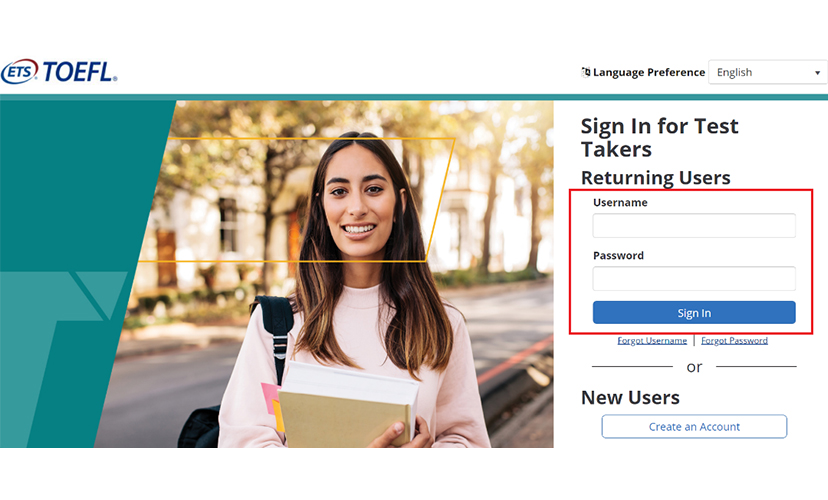 ETS TOEFL®
Language Preference English
Sign In for Test
Takers
Returning Users
Username
Password
Sign In
Forgot Username | Forgot Password
or
New Users
Create an Account